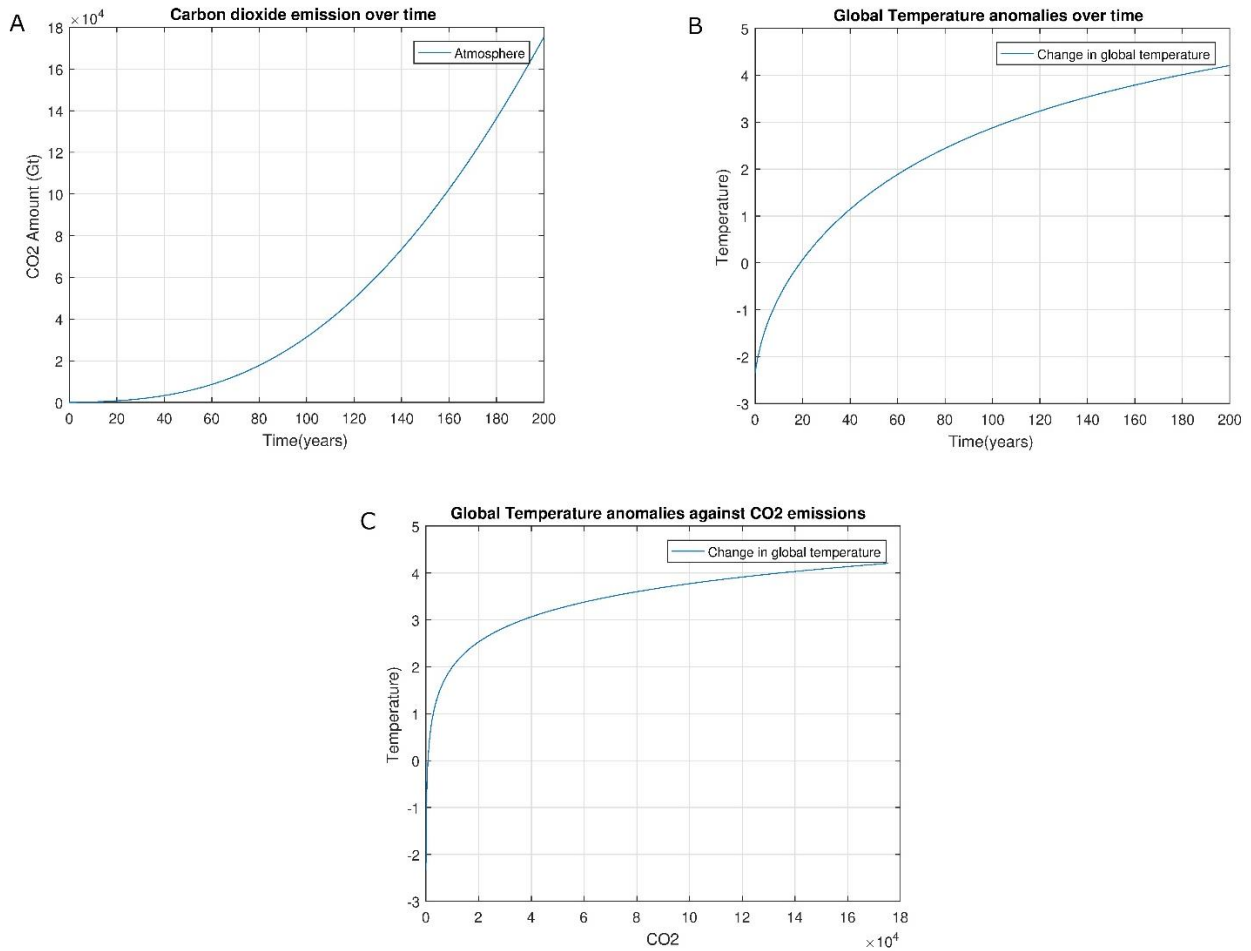 A
Carbon dioxide emission over time
×10⁴
18
16
14
12
10
8
6
4
2
0
CO2 Amount (Gt)
Atmosphere
0 20 40 60 80 100 120 140 160 180 200
Time(years)
B
Global Temperature anomalies over time
5
4
3
2
1
0
-1
-2
-3
Temperature)
Change in global temperature
0 20 40 60 80 100 120 140 160 180 200
Time(years)
C
Global Temperature anomalies against CO2 emissions
5
4
3
2
1
0
-1
-2
-3
Temperature)
Change in global temperature
0 2 4 6 8 10 12 14 16 18
CO2
×10⁴